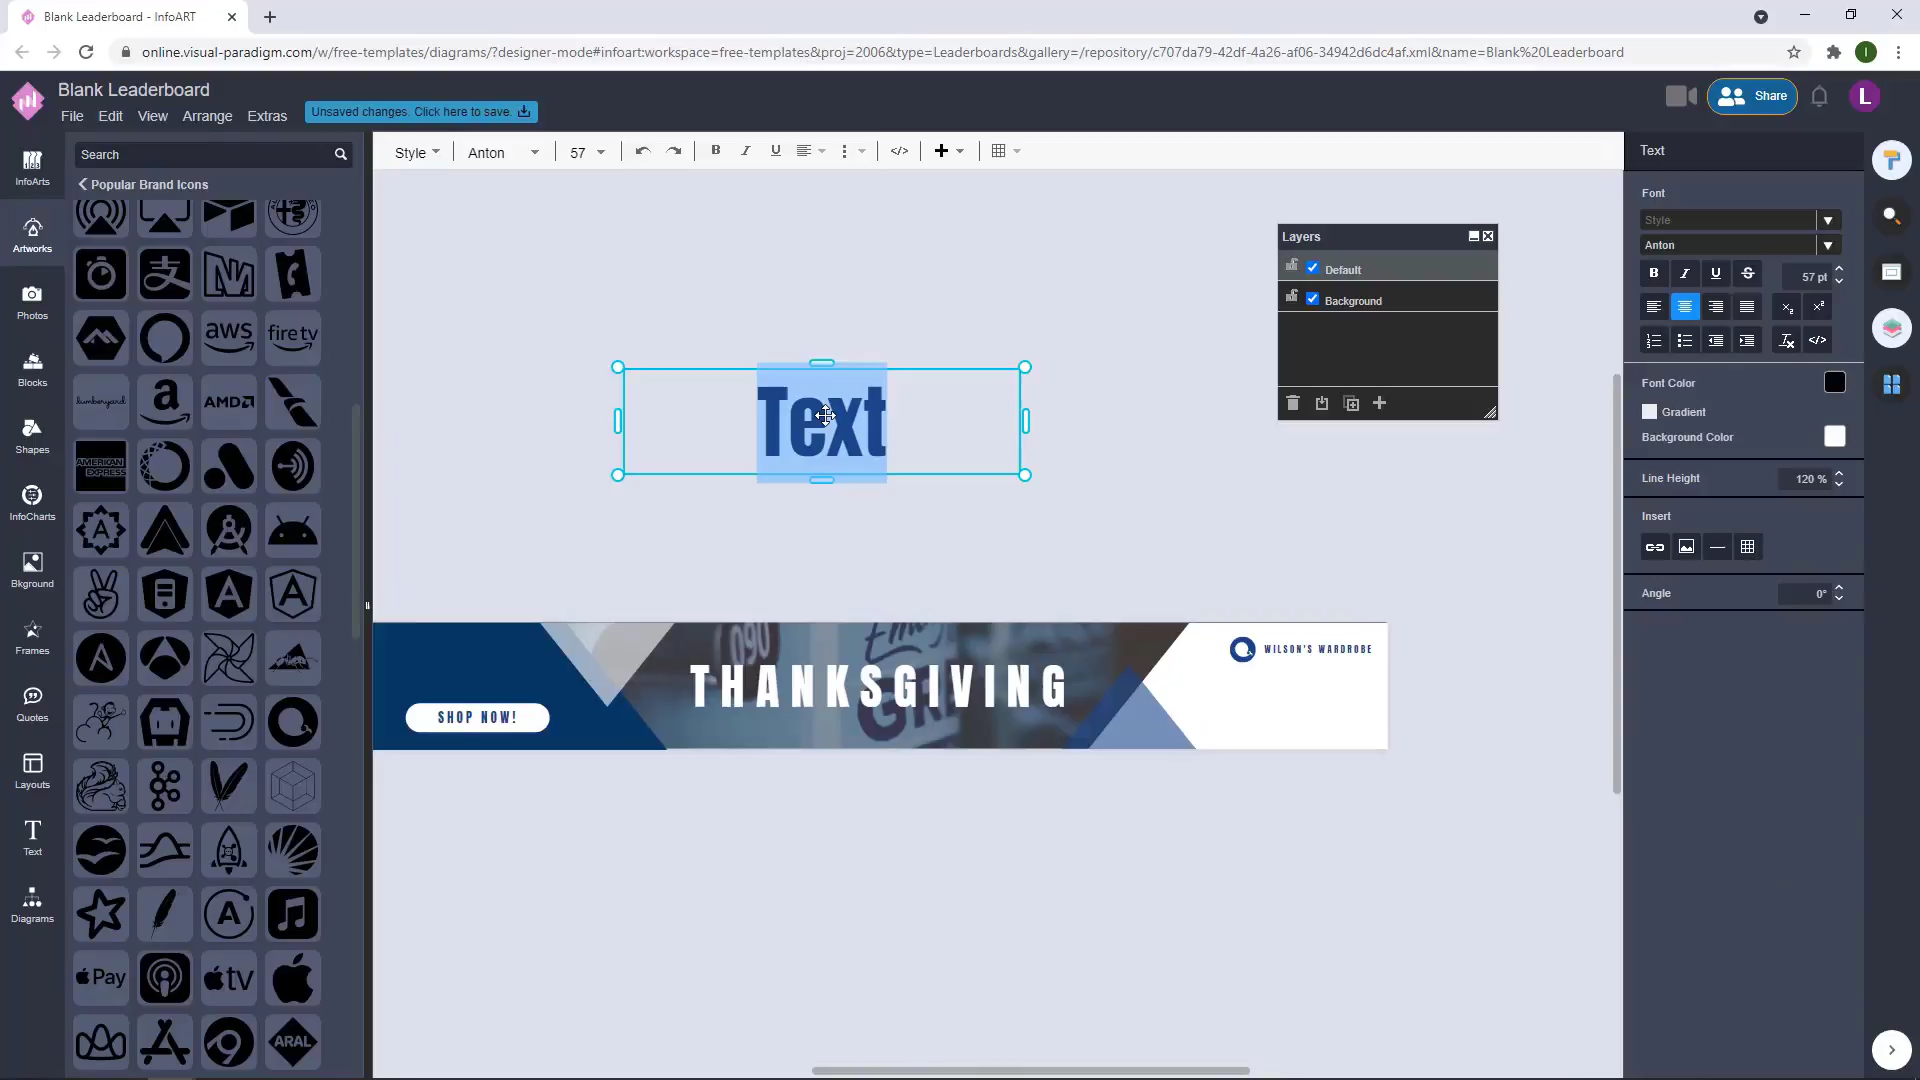 Blank Leaderboard - InfoART
online.visual-paradigm.com/w/free-templates/diagrams/?designer-mode#infoart:workspace=free-templates&proj=2006&type=Leaderboards&gallery=/repository/c707da79-42df-4a26-af06-34942d6dc4af.xml&name=Blank%20Leaderboard
I
Blank Leaderboard
File Edit View Arrange Extras
Unsaved changes. Click here to save.
Share
L
InfoArts
Artworks
Photos
Blocks
Shapes
InfoCharts
Bkground
Frames
Quotes
Layouts
Text
Diagrams
Search
Popular Brand Icons
aws
fire tv
lumberyard
a
AMD
AMERICAN EXPRESS
Pay
tv
ARAL
Style
Anton
57
B I U
Text
Layers
Default
Background
THANKSGIVING
SHOP NOW!
WILSON'S WARDROBE
Text
Font
Style
Anton
B I U S
57 pt
Font Color
Gradient
Background Color
Line Height
120 %
Insert
Angle
0°